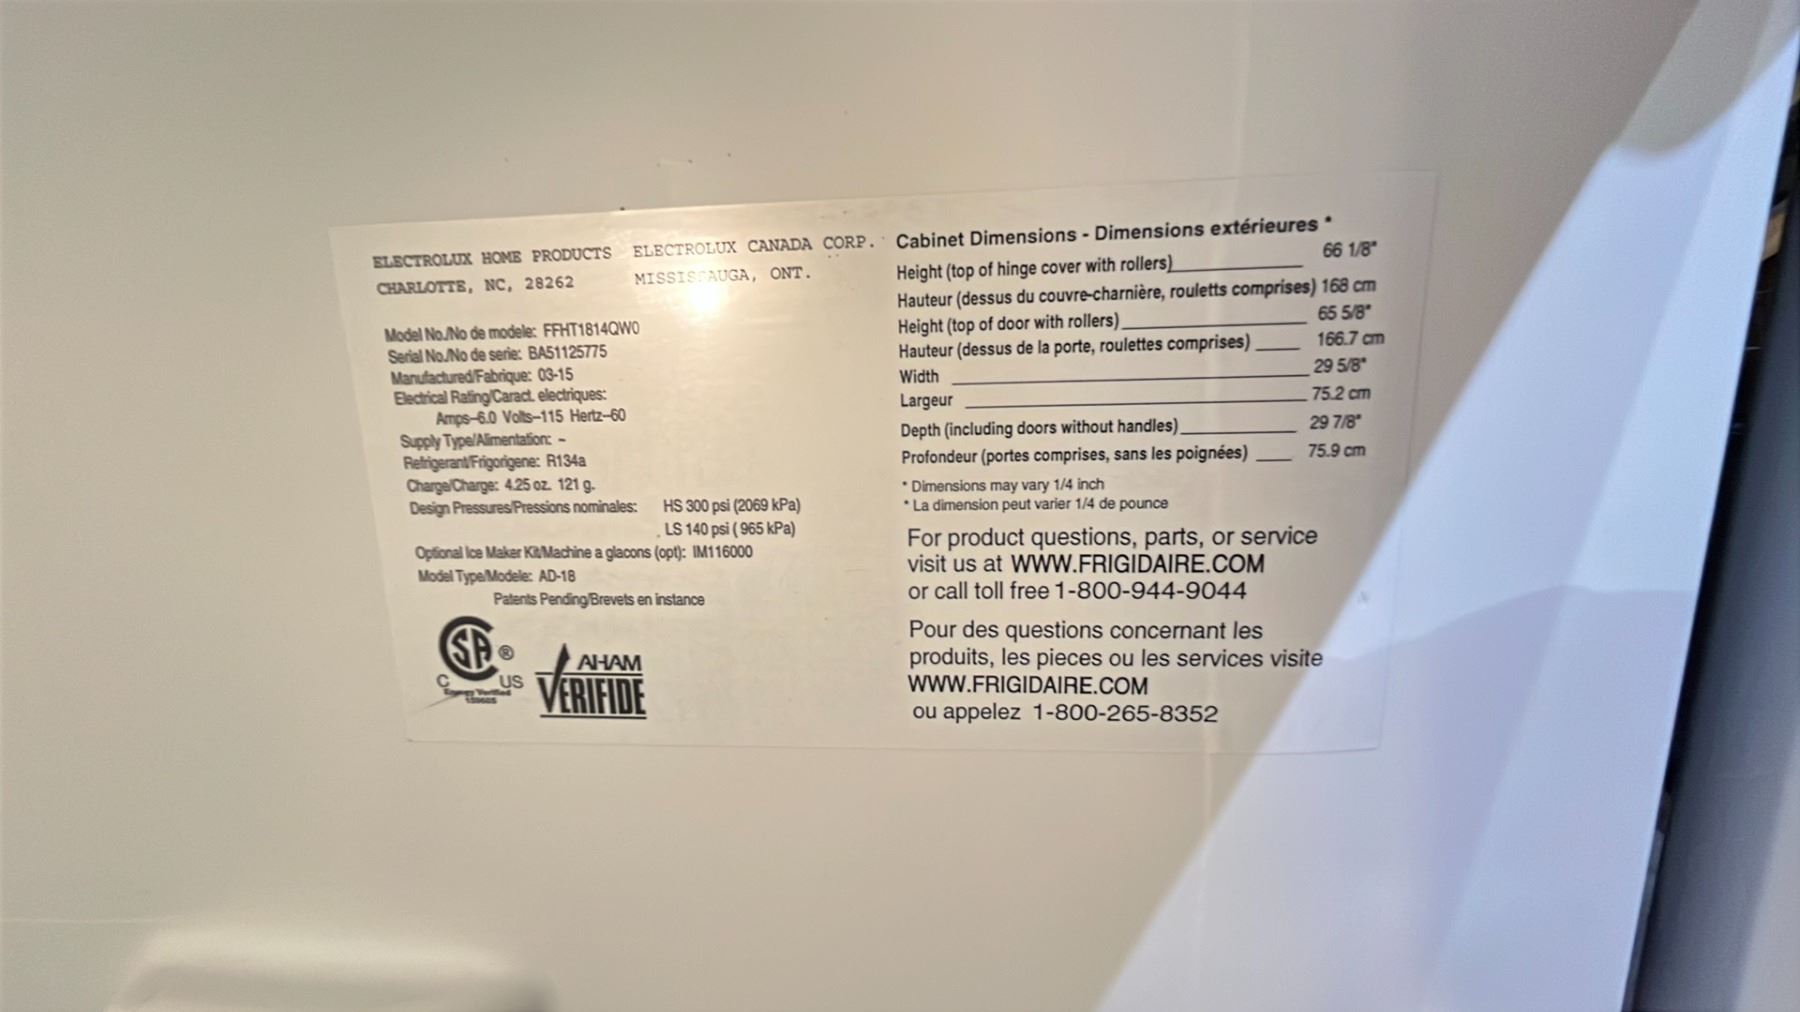 ELECTROLUX HOME PRODUCTS ELECTROLUX CANADA CORP.
CHARLOTTE, NC, 28262 MISSISSAUGA, ONT.
Model No./No de modele: FFHT1814QW0
Serial No./No de serie: BA51125775
Manufactured/Fabrique: 03-15
Electrical Rating/Caract. electriques:
Amps-6.0 Volts-115 Hertz-60
Supply Type/Alimentation: -
Refrigerant/Frigorigene: R134a
Charge/Charge: 4.25 oz. 121 g.
Design Pressures/Pressions nominales: HS 300 psi (2069 kPa)
LS 140 psi ( 965 kPa)
Optional Ice Maker Kit/Machine a glacons (opt): IM116000
Model Type/Modele: AD-18
Patents Pending/Brevets en instance
SA ®
C US
Energy Verified
AHAM
VERIFIDE
Cabinet Dimensions - Dimensions extérieures *
Height (top of hinge cover with rollers) 66 1/8"
Hauteur (dessus du couvre-charnière, rouletts comprises) 168 cm
Height (top of door with rollers) 65 5/8"
Hauteur (dessus de la porte, roulettes comprises) 166.7 cm
Width 29 5/8"
Largeur 75.2 cm
Depth (including doors without handles) 29 7/8"
Profondeur (portes comprises, sans les poignées) 75.9 cm
* Dimensions may vary 1/4 inch
* La dimension peut varier 1/4 de pounce
For product questions, parts, or service
visit us at WWW.FRIGIDAIRE.COM
or call toll free 1-800-944-9044
Pour des questions concernant les
produits, les pieces ou les services visite
WWW.FRIGIDAIRE.COM
ou appelez 1-800-265-8352